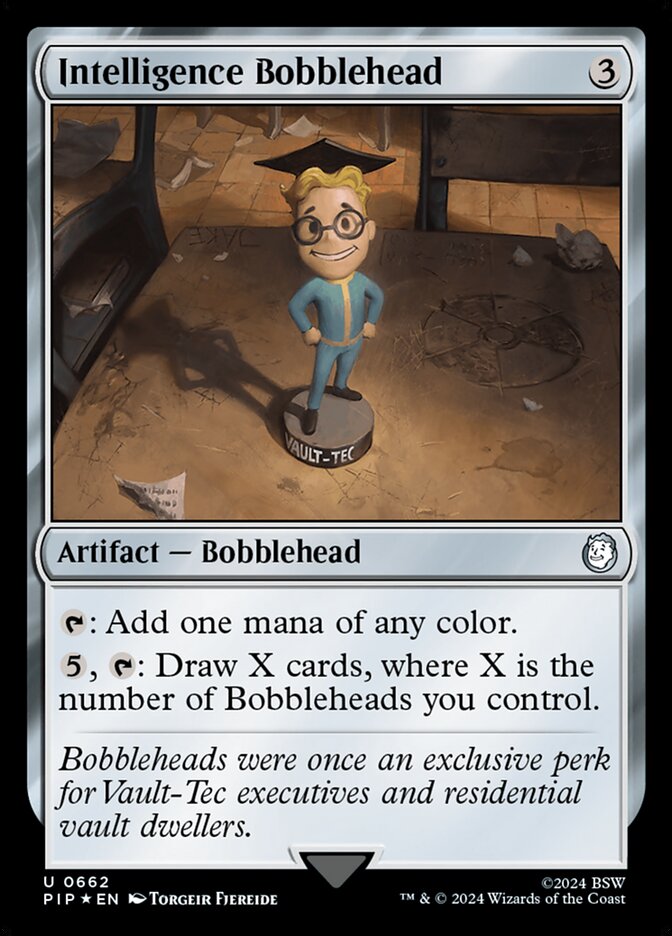 Intelligence Bobblehead 3
JAKE
VAULT-TEC
Artifact — Bobblehead
: Add one mana of any color.
5, : Draw X cards, where X is the
number of Bobbleheads you control.
Bobbleheads were once an exclusive perk
for Vault-Tec executives and residential
vault dwellers.
U 0662
PIP★EN Torgeir Fjereide
©2024 BSW
™ & © 2024 Wizards of the Coast